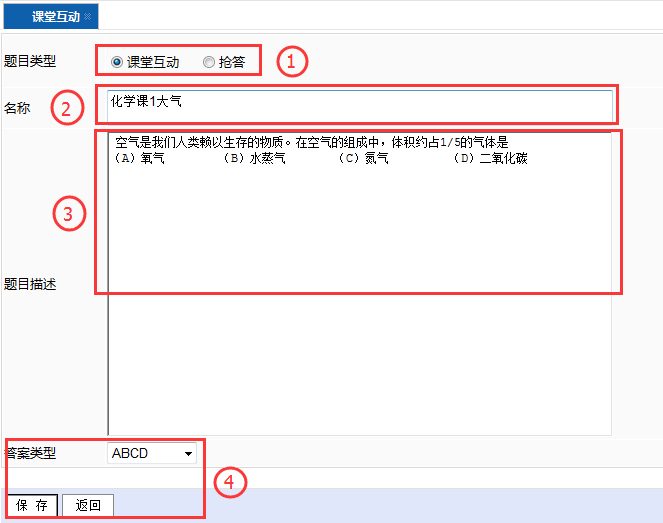 课堂互动
题目类型 课堂互动 抢答 1
名称 2 化学课1大气
空气是我们人类赖以生存的物质。在空气的组成中,体积约占1/5的气体是
(A)氧气 (B)水蒸气 (C)氮气 (D)二氧化碳
3
题目描述
答案类型 ABCD
4
保 存 返回